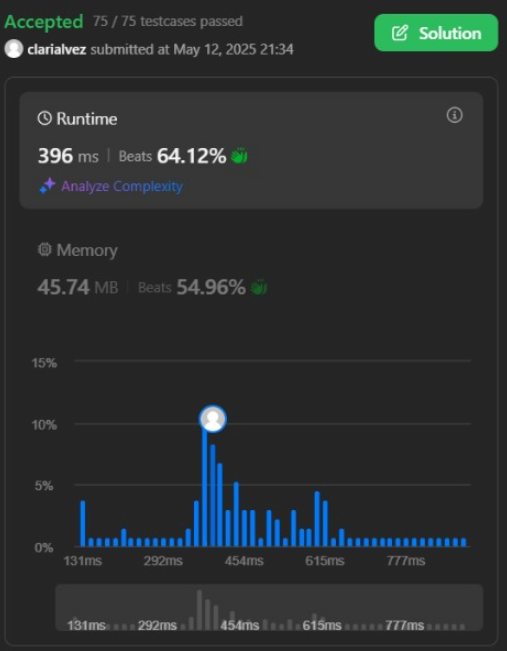 Accepted 75 / 75 testcases passed
Solution
clarialvez submitted at May 12, 2025 21:34
Runtime
396 ms | Beats 64.12%
Analyze Complexity
Memory
45.74 MB | Beats 54.96%
15%
10%
5%
0%
131ms 292ms 454ms 615ms 777ms
131ms 292ms 454ms 615ms 777ms